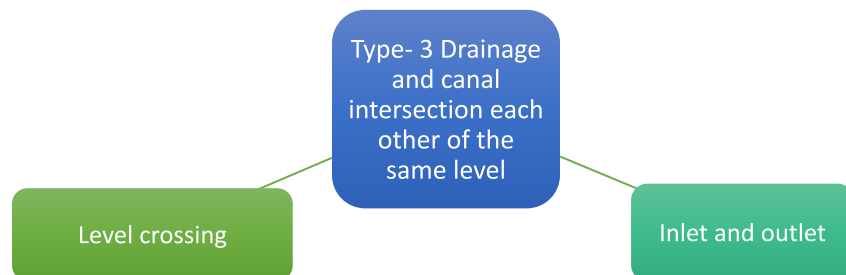 Type- 3 Drainage
and canal
intersection each
other of the
same level
Level crossing
Inlet and outlet